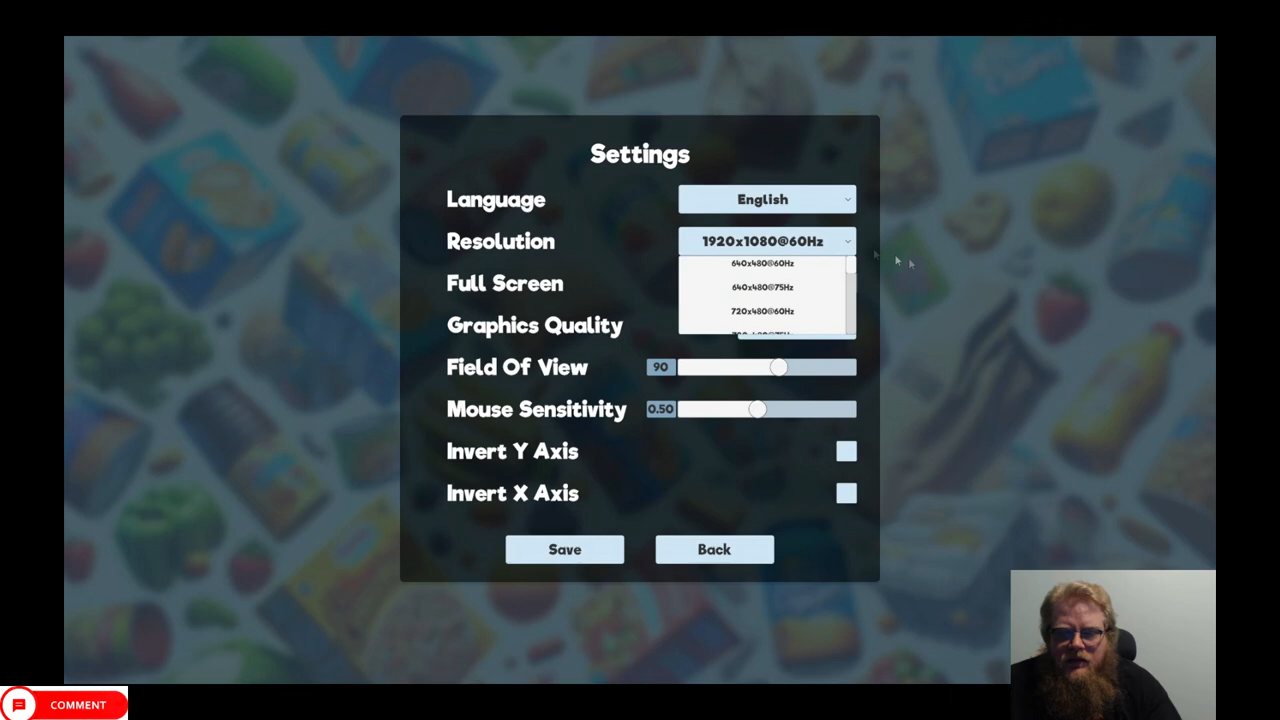 Settings
Language
English
Resolution
1920x1080@60Hz
640x480@60Hz
Full Screen
640x480@75Hz
720x480@60Hz
Graphics Quality
Field Of View
90
Mouse Sensitivity
0.50
Invert Y Axis
Invert X Axis
Save
Back
COMMENT